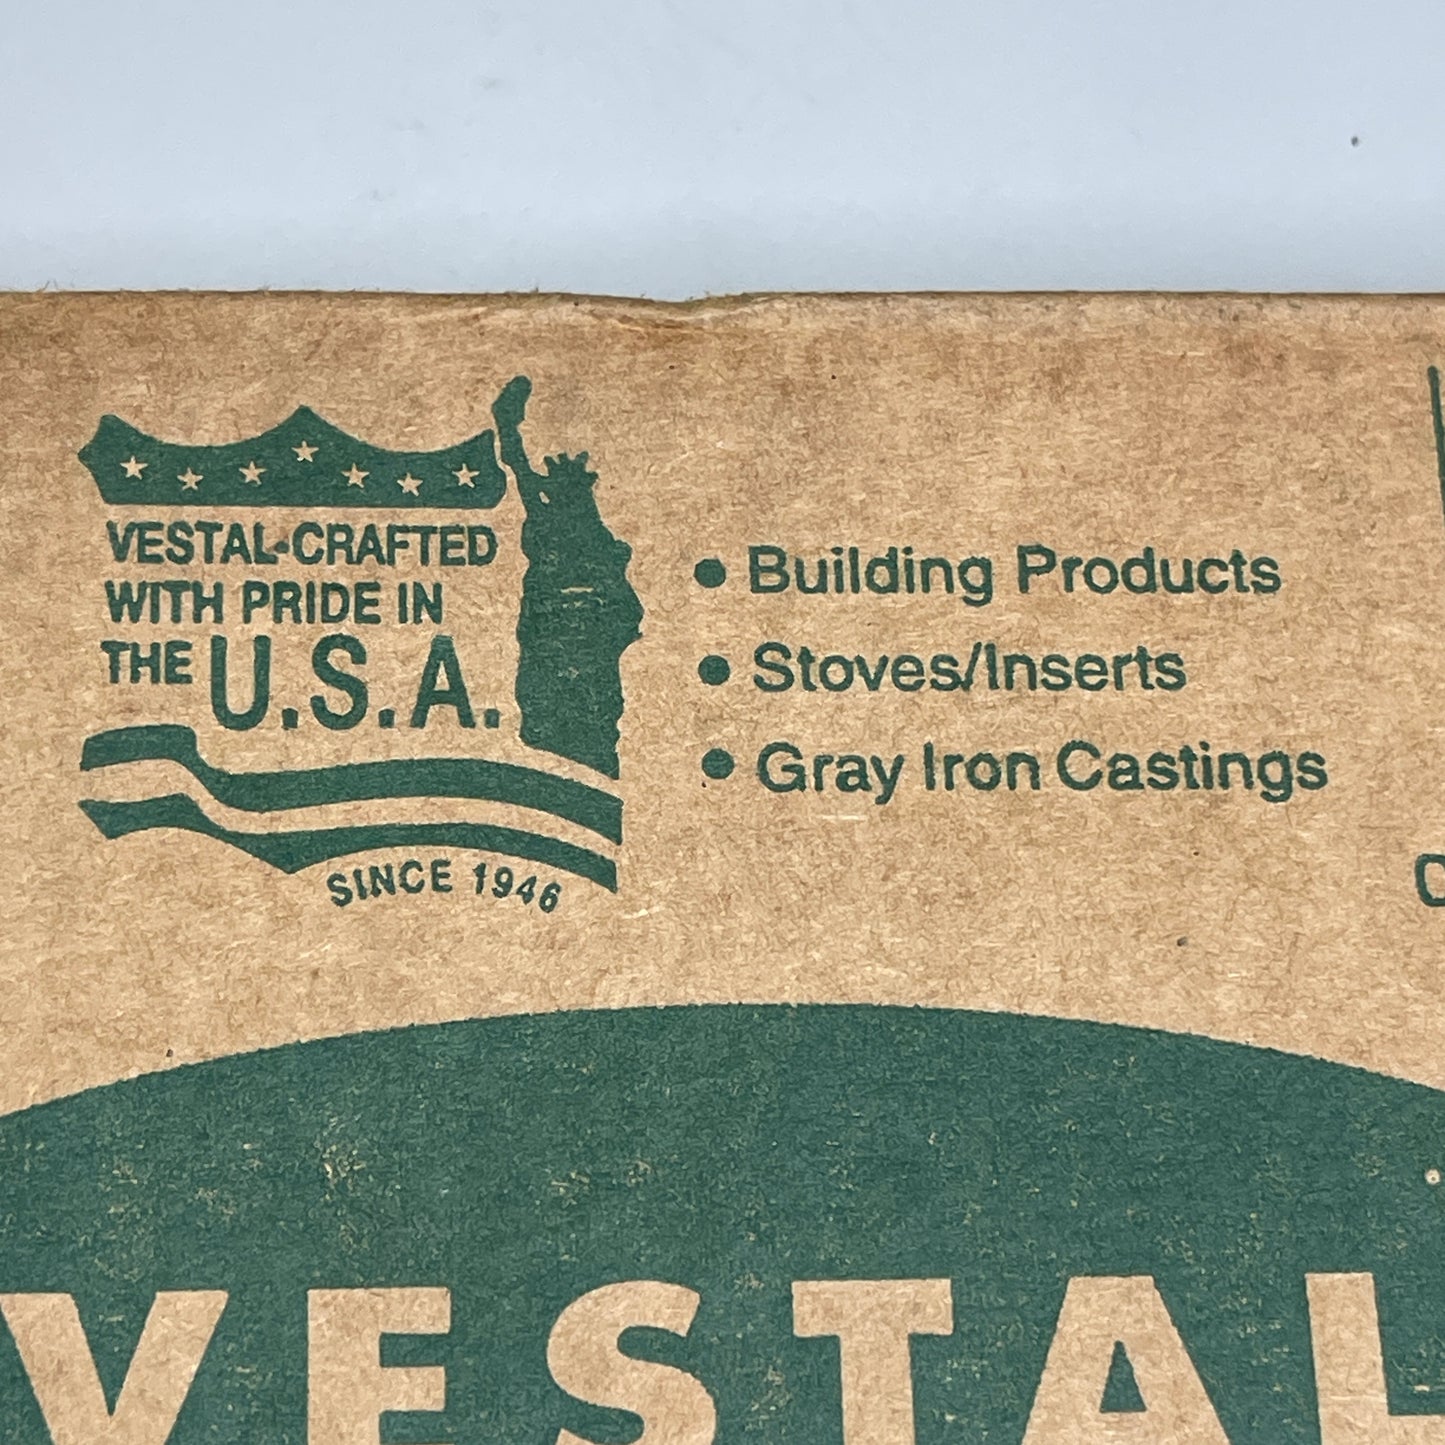 VESTAL-CRAFTED
WITH PRIDE IN
THE U.S.A.
SINCE 1946
• Building Products
• Stoves/Inserts
• Gray Iron Castings
VESTAL